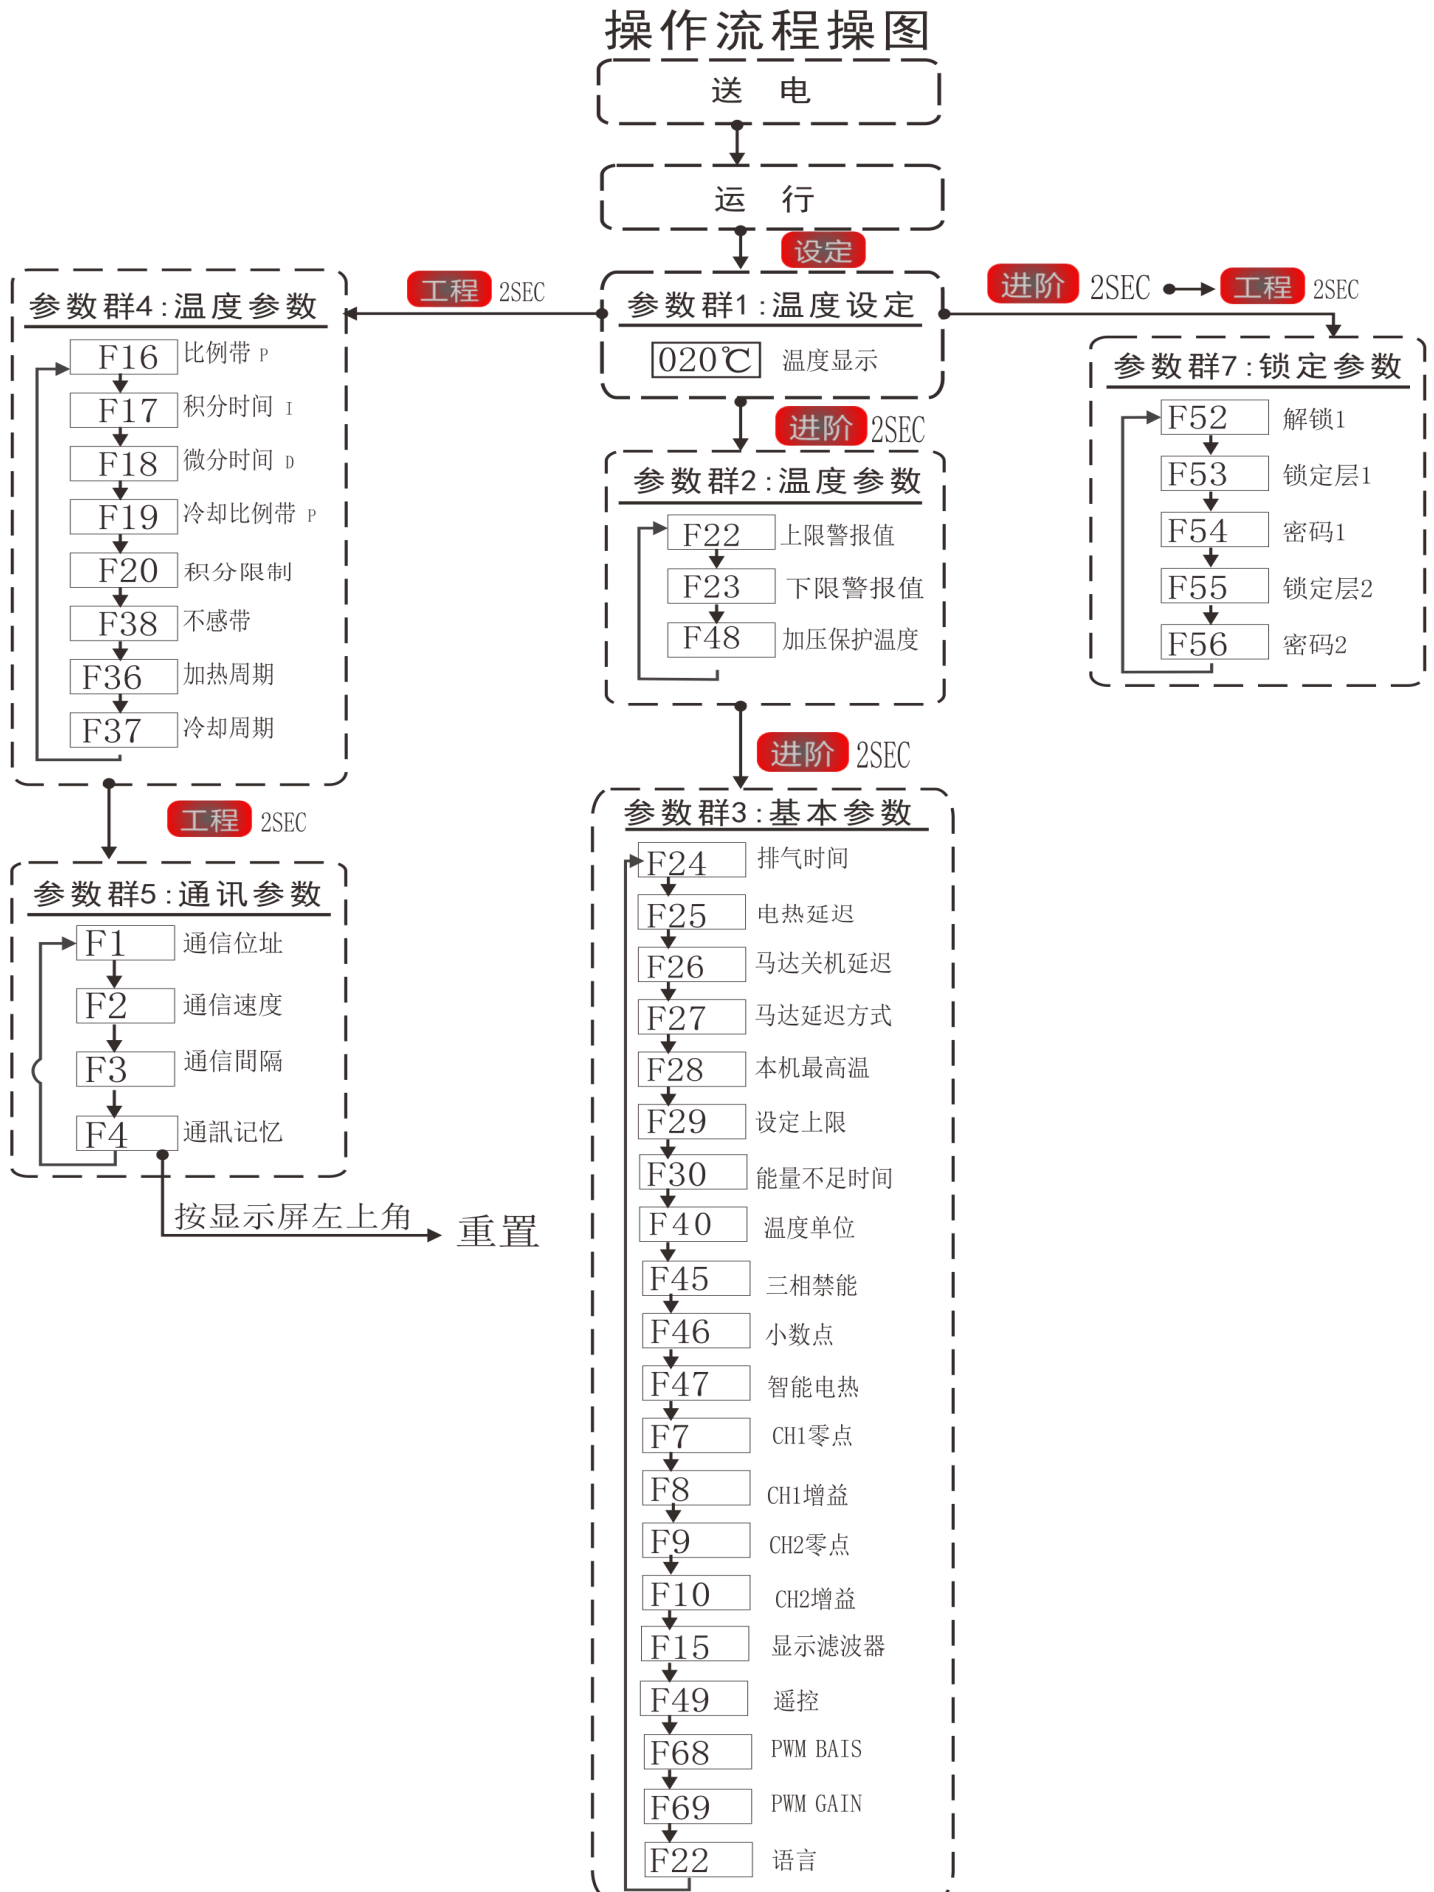 操作流程操图
送 电
运 行
设定
参数群1:温度设定
020℃ 温度显示
工程 2SEC
进阶 2SEC
工程 2SEC
参数群4:温度参数
F16 比例带 P
F17 积分时间 I
F18 微分时间 D
F19 冷却比例带 P
F20 积分限制
F38 不感带
F36 加热周期
F37 冷却周期
工程 2SEC
参数群5:通讯参数
F1 通信位址
F2 通信速度
F3 通信間隔
F4 通訊记忆
按显示屏左上角 重置
进阶 2SEC
参数群2:温度参数
F22 上限警报值
F23 下限警报值
F48 加压保护温度
进阶 2SEC
参数群3:基本参数
F24 排气时间
F25 电热延迟
F26 马达关机延迟
F27 马达延迟方式
F28 本机最高温
F29 设定上限
F30 能量不足时间
F40 温度单位
F45 三相禁能
F46 小数点
F47 智能电热
F7 CH1零点
F8 CH1增益
F9 CH2零点
F10 CH2增益
F15 显示滤波器
F49 遥控
F68 PWM BAIS
F69 PWM GAIN
F22 语言
参数群7:锁定参数
F52 解锁1
F53 锁定层1
F54 密码1
F55 锁定层2
F56 密码2